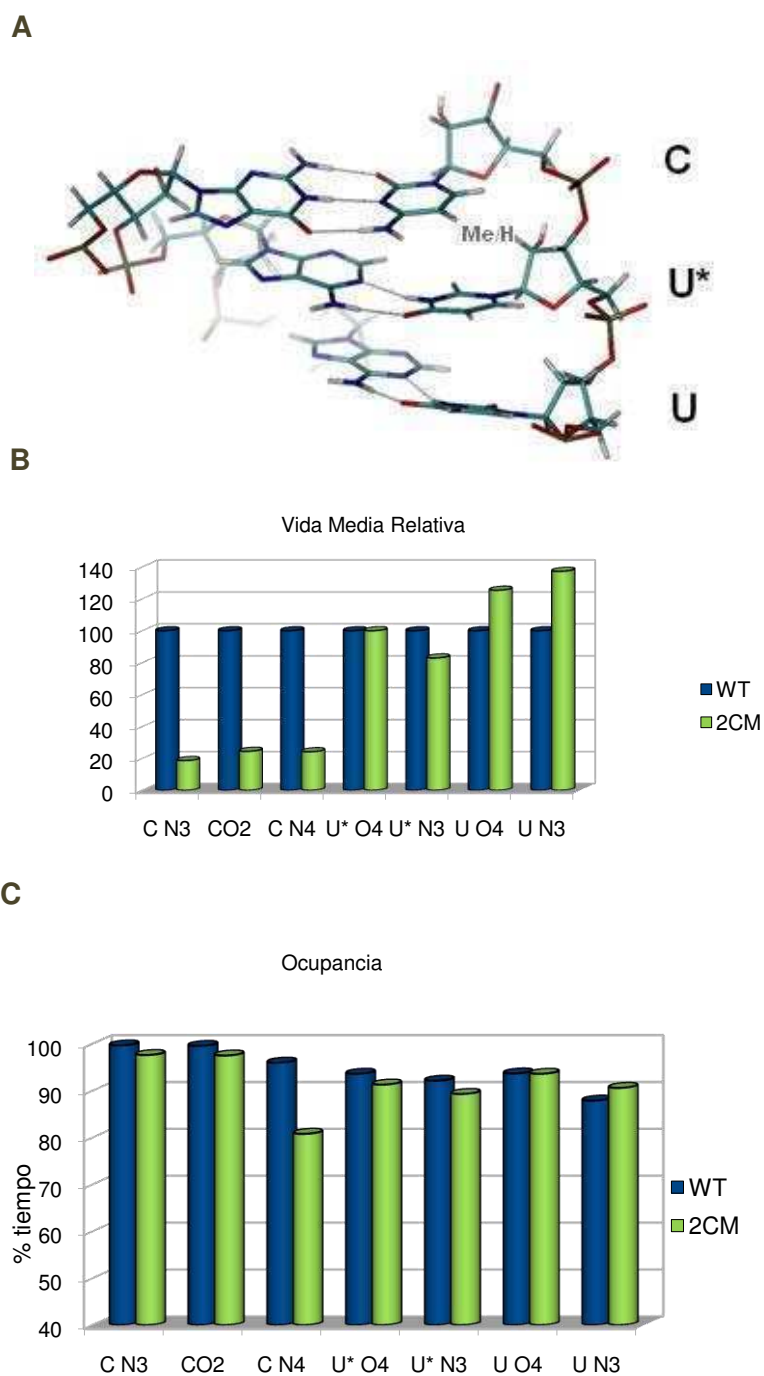 A
C
Me/H
U*
U
B
Vida Media Relativa
140
120
100
80
60
40
20
0
C N3 CO2 C N4 U* O4 U* N3 U O4 U N3
WT
2CM
C
Ocupancia
% tiempo
100
90
80
70
60
50
40
C N3 CO2 C N4 U* O4 U* N3 U O4 U N3
WT
2CM